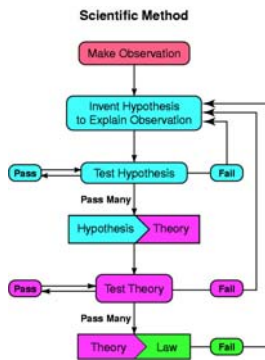 Scientific Method
Make Observation
Invent Hypothesis
to Explain Observation
Pass
Test Hypothesis
Fail
Pass Many
Hypothesis
Theory
Pass
Test Theory
Fail
Pass Many
Theory
Law
Fail